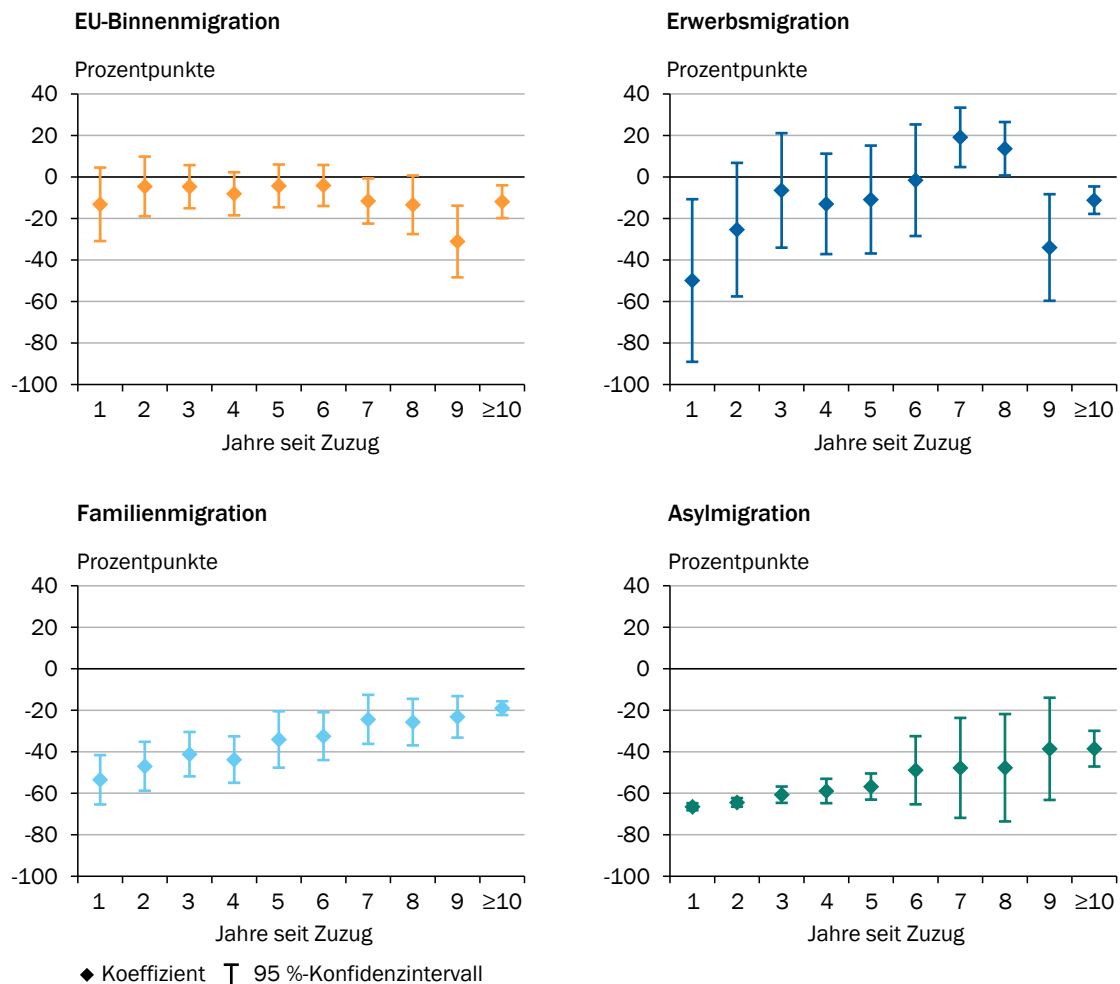 EU-Binnenmigration
Prozentpunkte
40
20
0
-20
-40
-60
-80
-100
1 2 3 4 5 6 7 8 9 ≥10
Jahre seit Zuzug
Erwerbsmigration
Prozentpunkte
40
20
0
-20
-40
-60
-80
-100
1 2 3 4 5 6 7 8 9 ≥10
Jahre seit Zuzug
Familienmigration
Prozentpunkte
40
20
0
-20
-40
-60
-80
-100
1 2 3 4 5 6 7 8 9 ≥10
Jahre seit Zuzug
Asylmigration
Prozentpunkte
40
20
0
-20
-40
-60
-80
-100
1 2 3 4 5 6 7 8 9 ≥10
Jahre seit Zuzug
Koeffizient 95 %-Konfidenzintervall